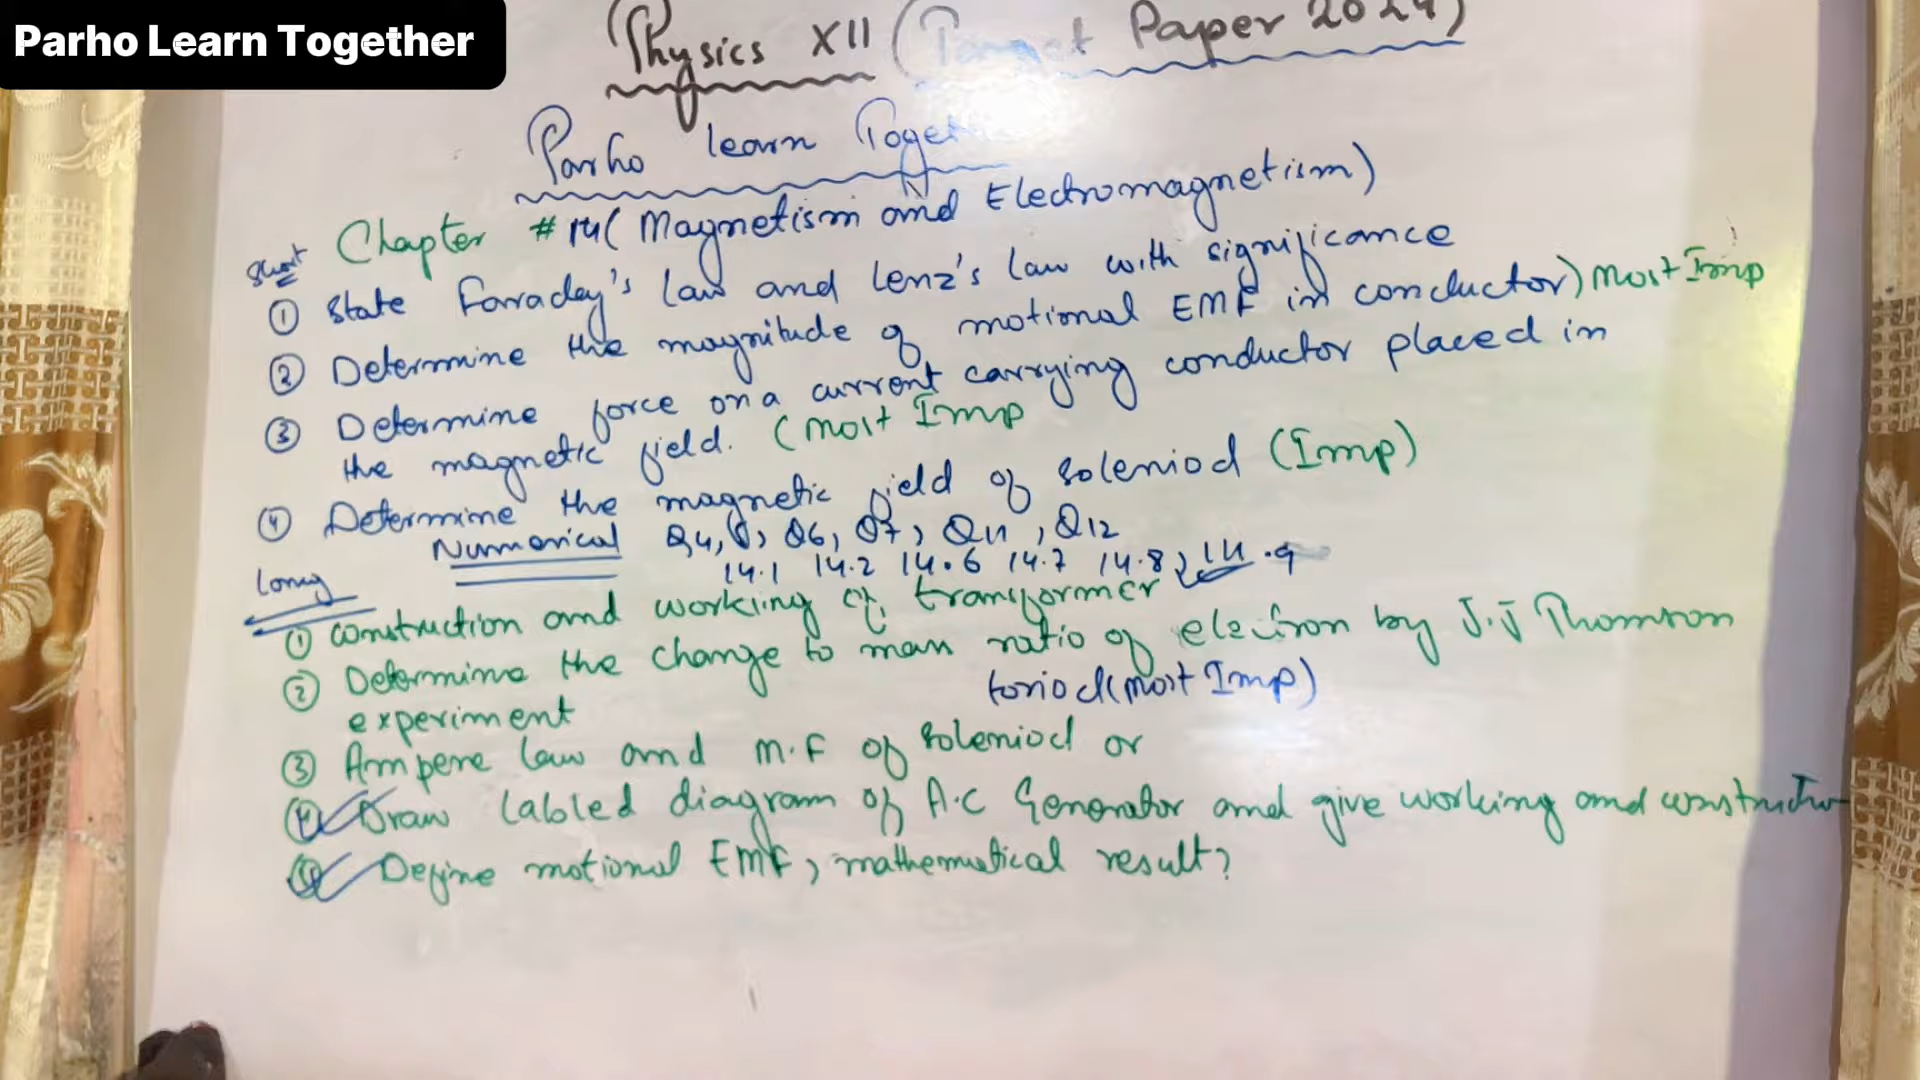 Parho Learn Together
Physics XII (Target Paper 2024)
Parho learn Toget
Chapter #14 (Magnetism and Electromagnetism)
Short
① State Faraday's law and lenz's law with significance
② Determine the magnitude of motional EMF in conductor) Most Imp
③ Determine force on a current carrying conductor placed in
the magnetic field. (Most Imp
④ Determine the magnetic field of soleniod (Imp)
Numerical Q4, Q6, Q7, Q11, Q12
14.1 14.2 14.6 14.7 14.8, 14.9
Long
① construction and working of transformer
② Determine the change to mass ratio of electron by J.J Thomson
experiment
toriod (most Imp)
③ Ampere law and M.F of soleniod or
④ Draw labled diagram of A.C Generator and give working and constructio
Define motional EMF, mathematical result?